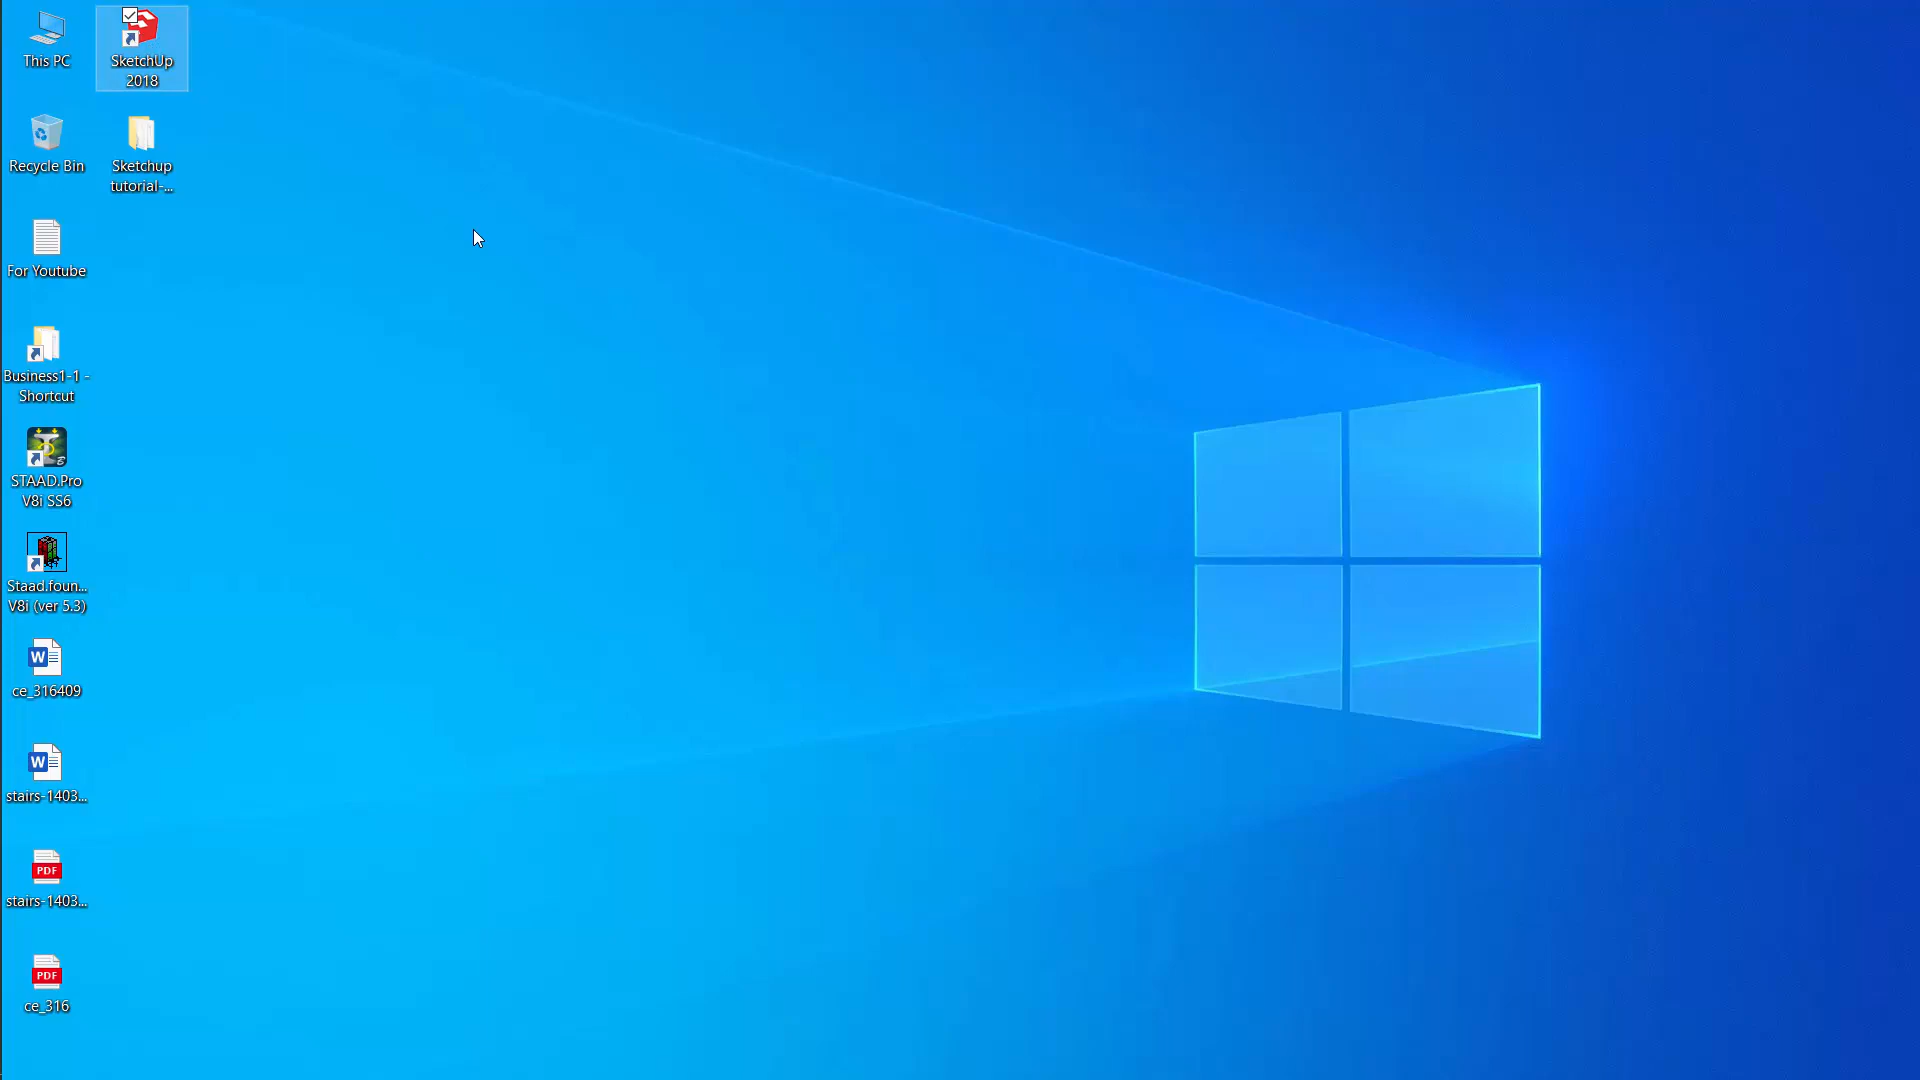 This PC
SketchUp
2018
Recycle Bin
Sketchup
tutorial-...
For Youtube
Business1-1 -
Shortcut
STAAD.Pro
V8i SS6
Staad.foun...
V8i (ver 5.3)
W
ce_316409
W
stairs-1403...
PDF
stairs-1403...
PDF
ce_316